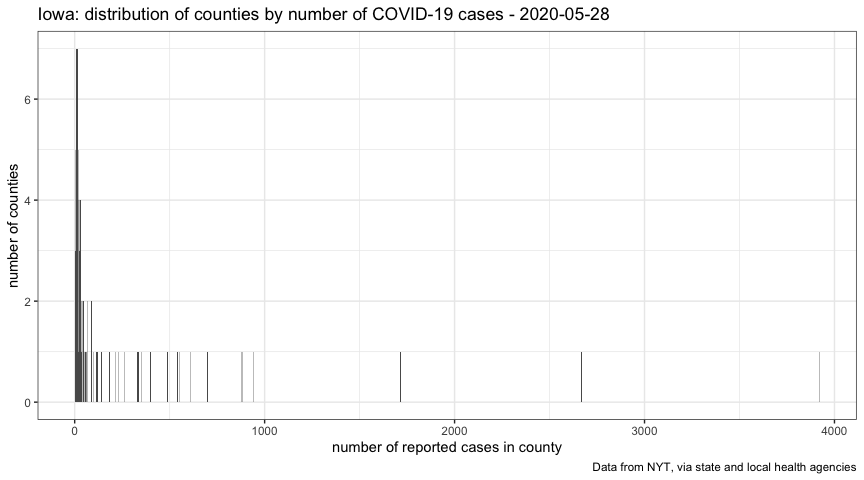 Iowa: distribution of counties by number of COVID-19 cases - 2020-05-28
number of counties
6
4
2
0
0 1000 2000 3000 4000
number of reported cases in county
Data from NYT, via state and local health agencies